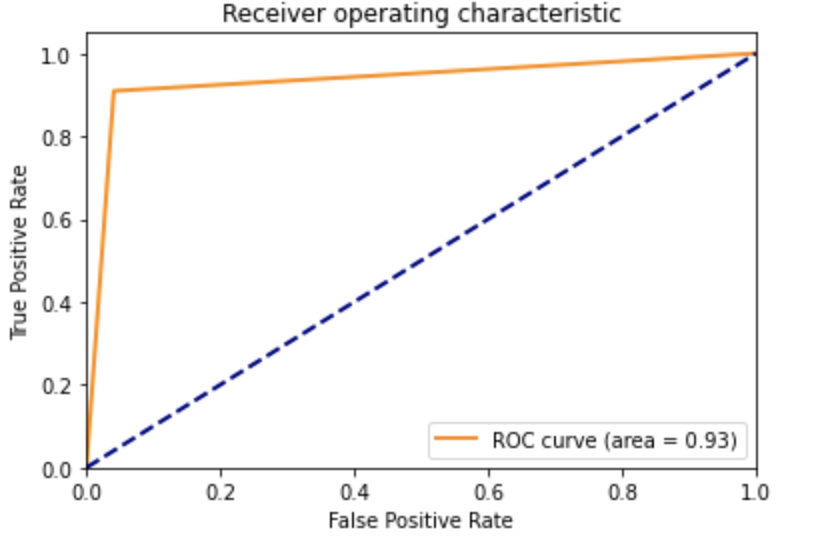 Receiver operating characteristic
True Positive Rate
1.0
0.8
0.6
0.4
0.2
0.0
ROC curve (area = 0.93)
0.0 0.2 0.4 0.6 0.8 1.0
False Positive Rate